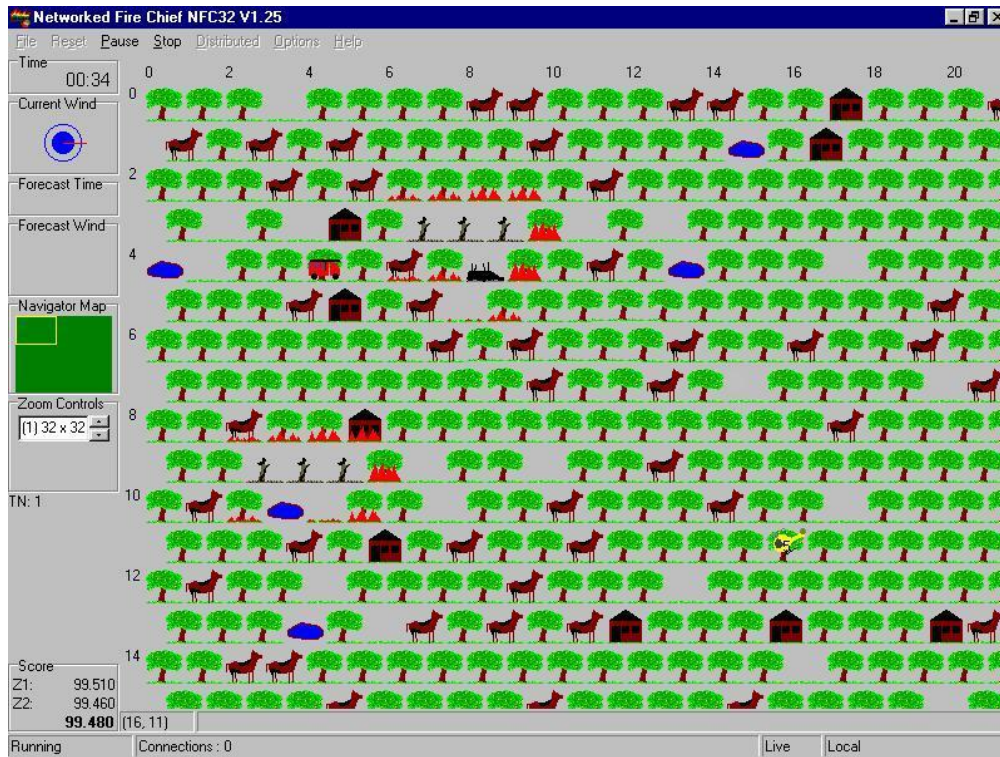 Networked Fire Chief NFC32 V1.25
File Reset Pause Stop Distributed Options Help
Time
00:34
Current Wind
Forecast Time
Forecast Wind
Navigator Map
Zoom Controls
(1) 32 x 32
TN: 1
0 2 4 6 8 10 12 14 16 18 20
0
2
4
6
8
10
12
14
5
Score
Z1: 99.510
Z2: 99.460
99.480 (16, 11)
Running Connections : 0 Live Local